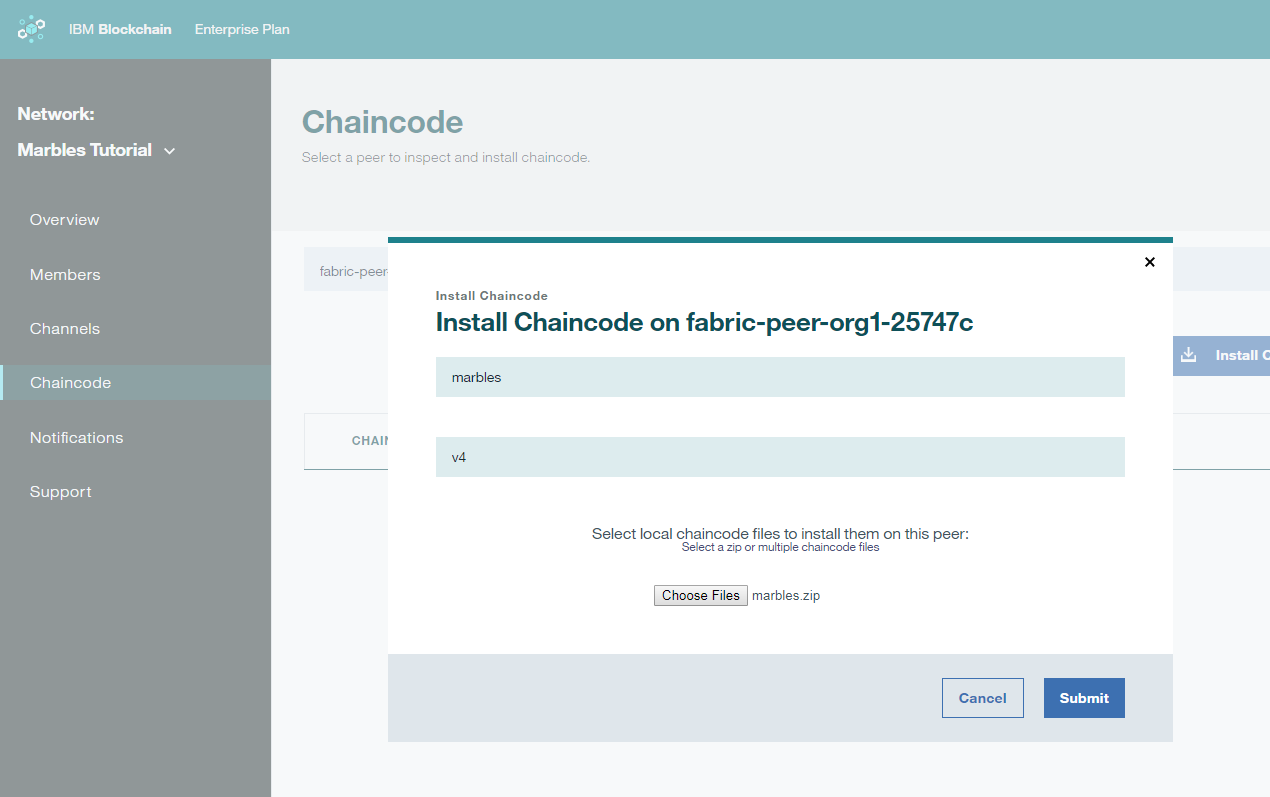 IBM Blockchain Enterprise Plan
Network:
Marbles Tutorial
Overview
Members
Channels
Chaincode
Notifications
Support
Chaincode
Select a peer to inspect and install chaincode.
fabric-peer-
Install C
CHAIN
Install Chaincode
Install Chaincode on fabric-peer-org1-25747c
marbles
v4
Select local chaincode files to install them on this peer:
Select a zip or multiple chaincode files
Choose Files marbles.zip
Cancel
Submit